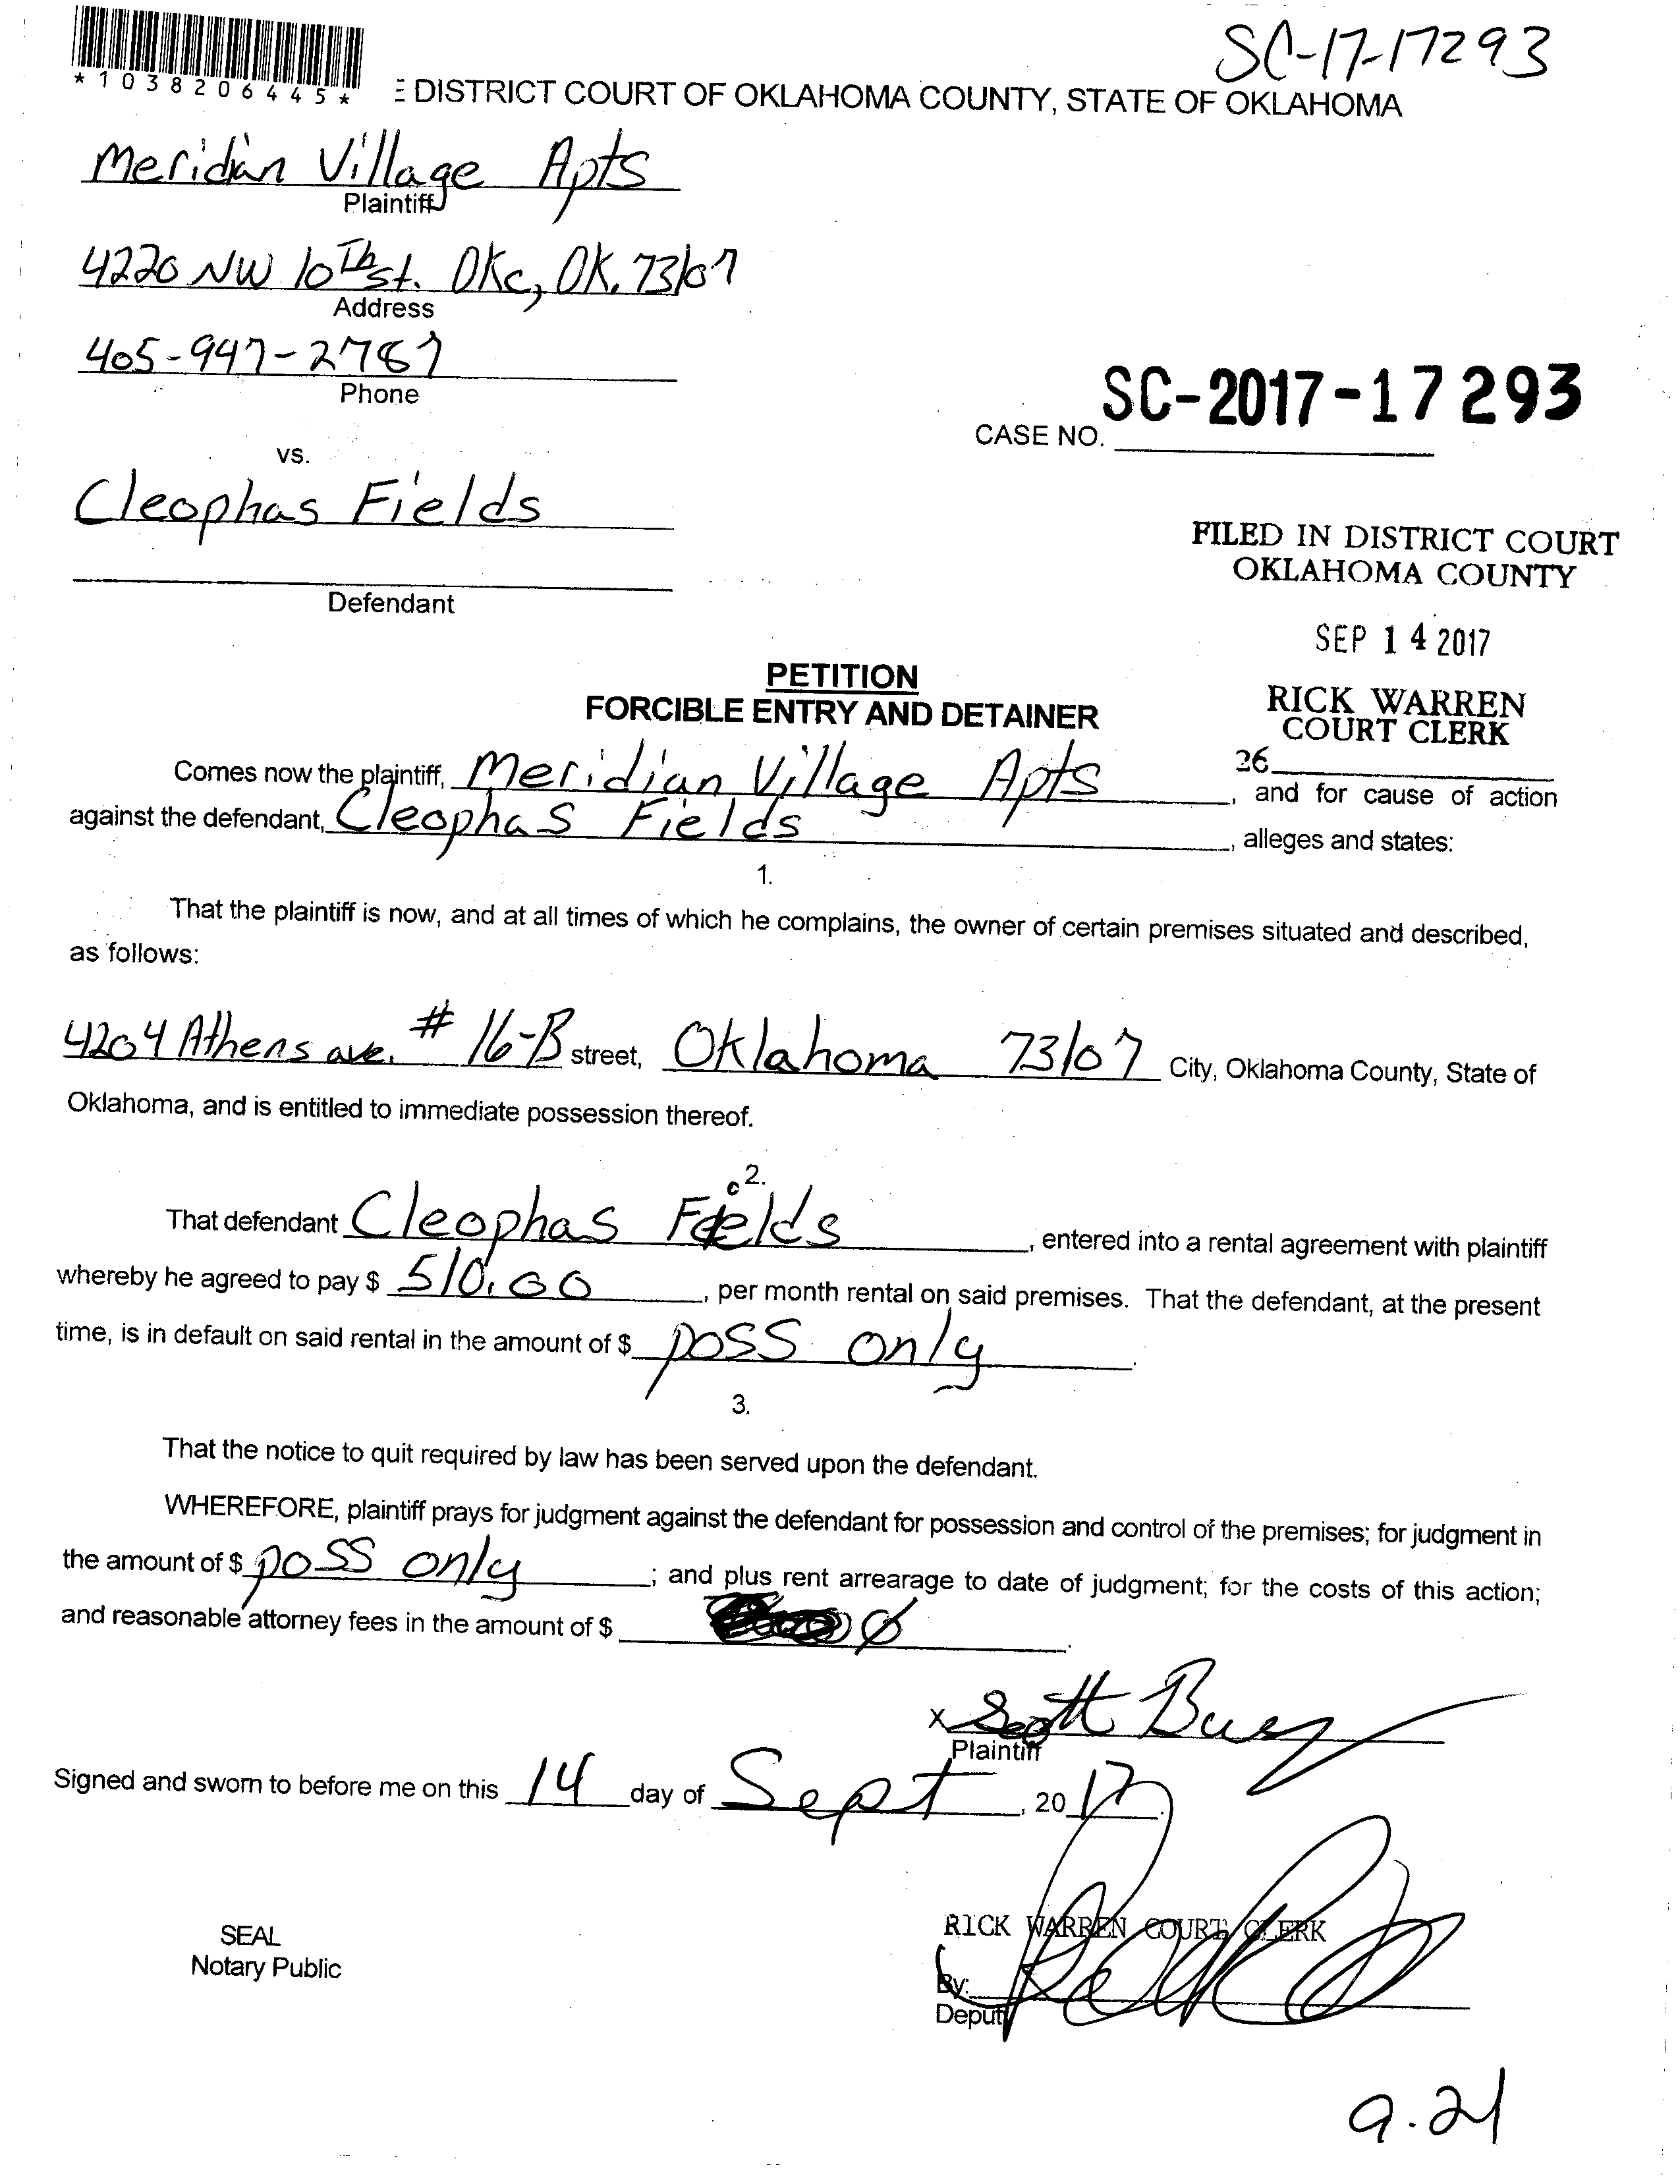 SC-17-17293
*1038206445*
E DISTRICT COURT OF OKLAHOMA COUNTY, STATE OF OKLAHOMA
Meridian Village Apts
Plaintiff
4220 NW 10Th st. OKc, OK. 73107
Address
405-947-2787
Phone
SC-2017-17293
CASE NO.
vs.
Cleophas Fields
Defendant
FILED IN DISTRICT COURT
OKLAHOMA COUNTY
SEP 14 2017
RICK WARREN
COURT CLERK
26
PETITION
FORCIBLE ENTRY AND DETAINER
Comes now the plaintiff, Meridian Village Apts, and for cause of action
against the defendant, Cleophas Fields, alleges and states:
1.
That the plaintiff is now, and at all times of which he complains, the owner of certain premises situated and described,
as follows:
4204 Athens ave. # 16-B street, Oklahoma 73107 City, Oklahoma County, State of
Oklahoma, and is entitled to immediate possession thereof.
2.
That defendant Cleophas Fields, entered into a rental agreement with plaintiff
whereby he agreed to pay $ 510.00, per month rental on said premises. That the defendant, at the present
time, is in default on said rental in the amount of $ poss only.
3.
That the notice to quit required by law has been served upon the defendant.
WHEREFORE, plaintiff prays for judgment against the defendant for possession and control of the premises; for judgment in
the amount of $ poss only; and plus rent arrearage to date of judgment; for the costs of this action;
and reasonable attorney fees in the amount of $ Ø.
X Scott Buey
Plaintiff
Signed and sworn to before me on this 14 day of Sept, 2017.
RICK WARREN COURT CLERK
SEAL
Notary Public
By:
Deputy
9.21